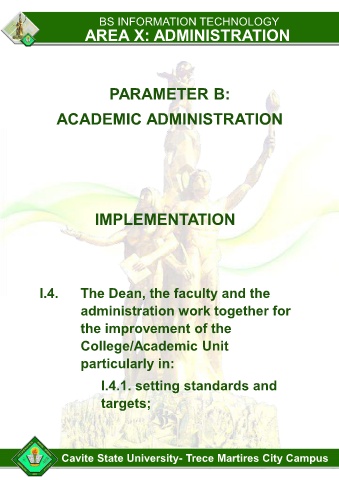 BS INFORMATION TECHNOLOGY
AREA X: ADMINISTRATION
PARAMETER B:
ACADEMIC ADMINISTRATION
IMPLEMENTATION
I.4. The Dean, the faculty and the
administration work together for
the improvement of the
College/Academic Unit
particularly in:
I.4.1. setting standards and
targets;
Cavite State University- Trece Martires City Campus